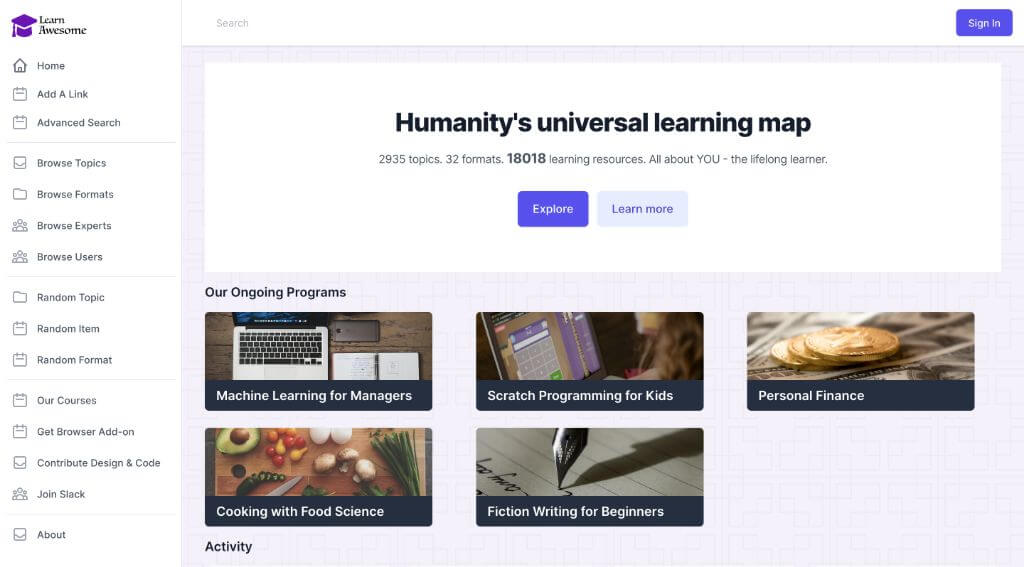 Learn
Awesome
Search
Sign In
Home
Add A Link
Advanced Search
Browse Topics
Browse Formats
Browse Experts
Browse Users
Random Topic
Random Item
Random Format
Our Courses
Get Browser Add-on
Contribute Design & Code
Join Slack
About
Humanity's universal learning map
2935 topics. 32 formats. 18018 learning resources. All about YOU - the lifelong learner.
Explore
Learn more
Our Ongoing Programs
Machine Learning for Managers
Scratch Programming for Kids
Personal Finance
Cooking with Food Science
Fiction Writing for Beginners
Activity